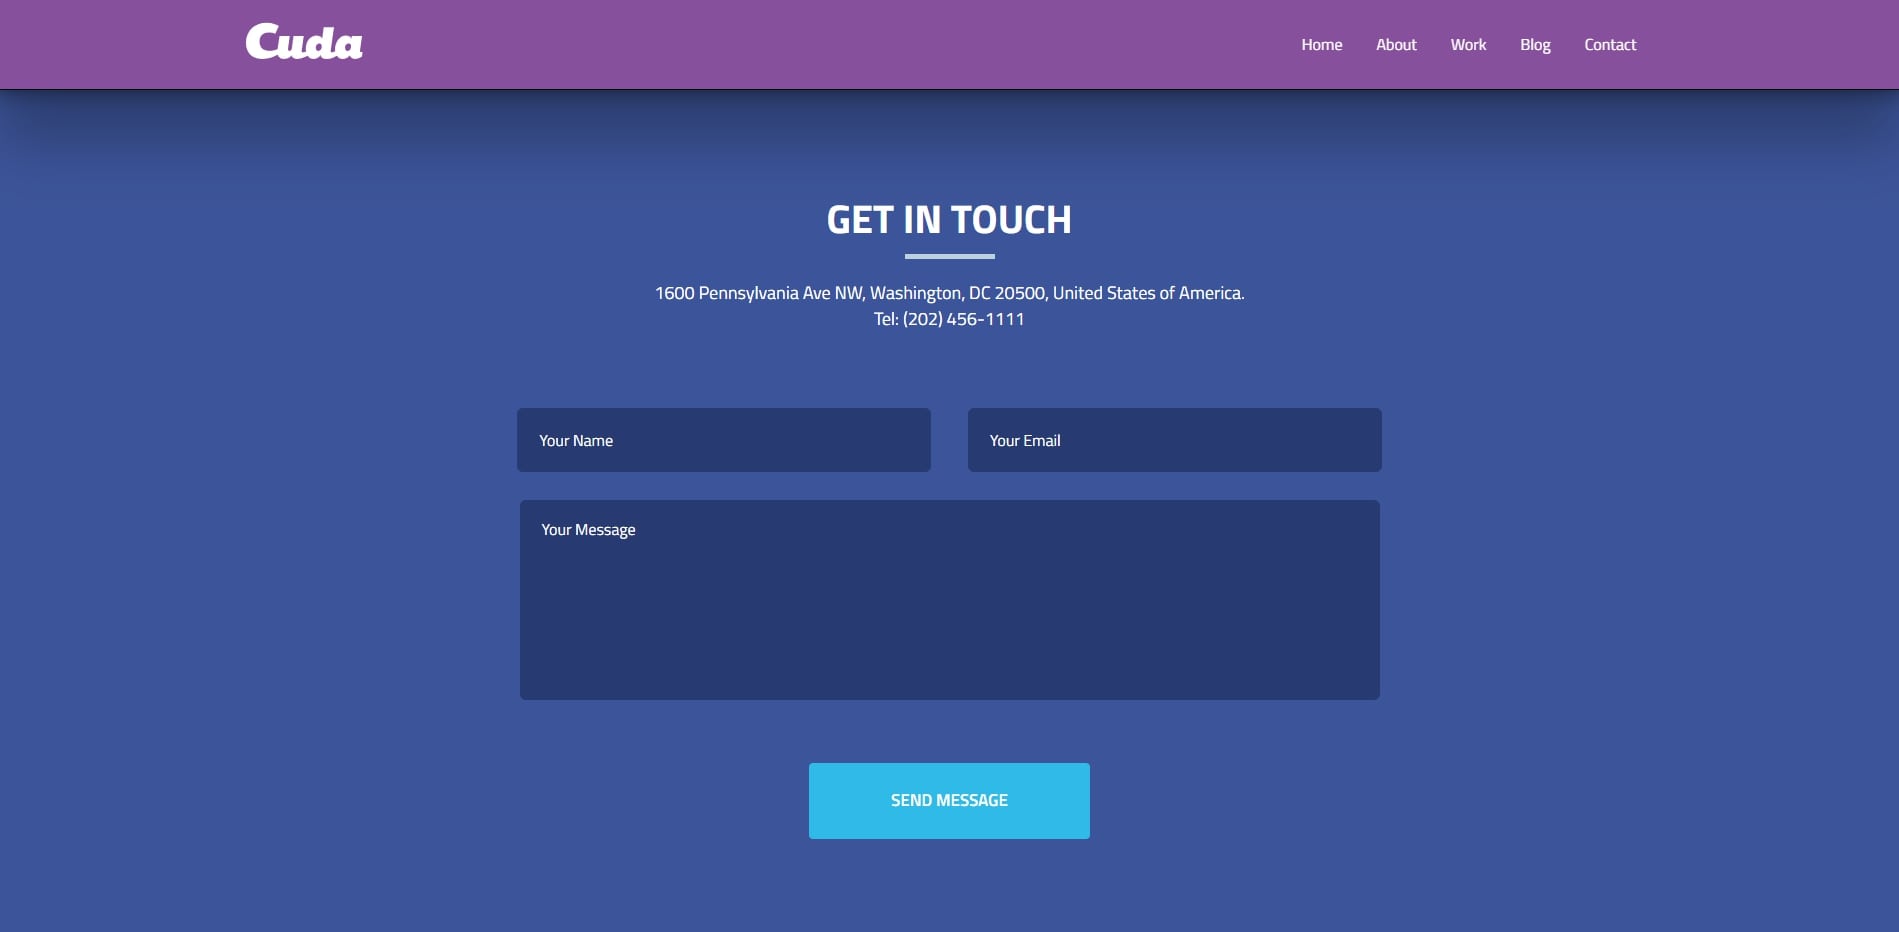 Cuda
Home About Work Blog Contact
GET IN TOUCH
1600 Pennsylvania Ave NW, Washington, DC 20500, United States of America.
Tel: (202) 456-1111
Your Name
Your Email
Your Message
SEND MESSAGE